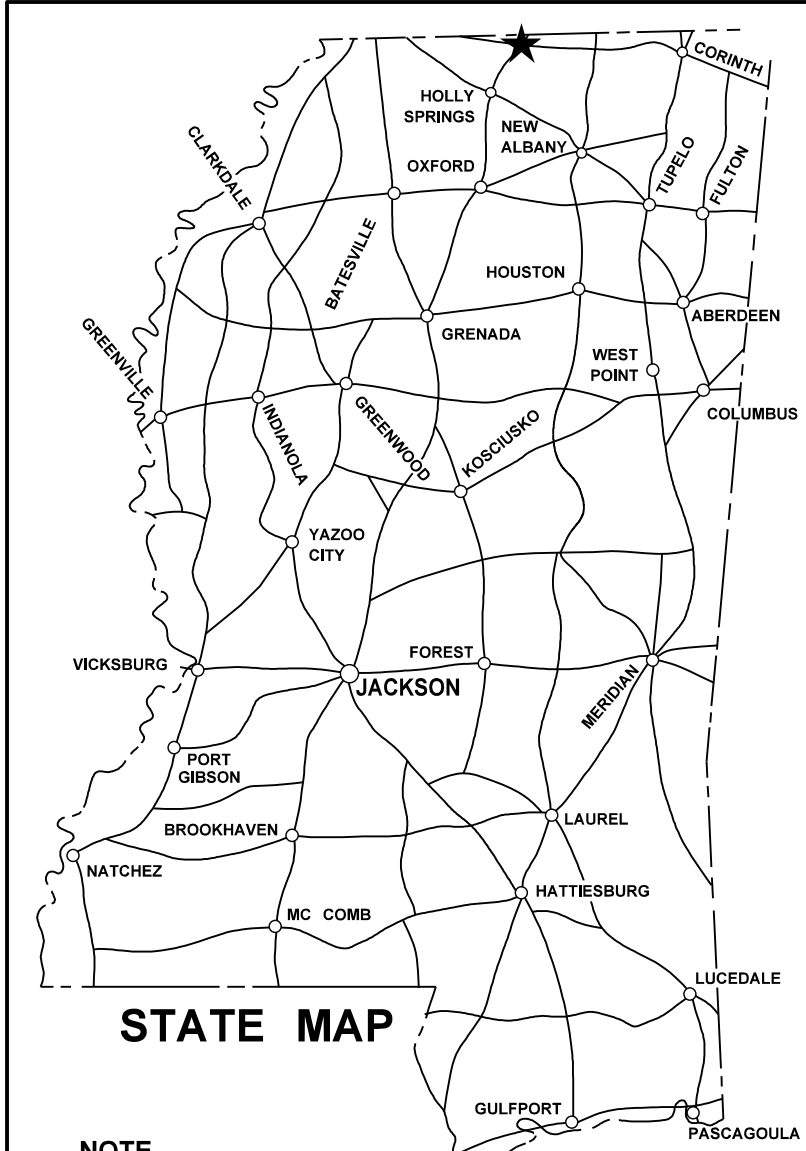 CORINTH
HOLLY
SPRINGS
NEW
ALBANY
CLARKDALE
OXFORD
TUPELO
FULTON
BATESVILLE
HOUSTON
ABERDEEN
GRENADA
GREENVILLE
WEST
POINT
COLUMBUS
INDIANOLA
GREENWOOD
KOSCIUSKO
YAZOO
CITY
VICKSBURG
FOREST
JACKSON
MERIDIAN
PORT
GIBSON
BROOKHAVEN
LAUREL
NATCHEZ
HATTIESBURG
MC COMB
LUCEDALE
STATE MAP
GULFPORT
PASCAGOULA
NOTE